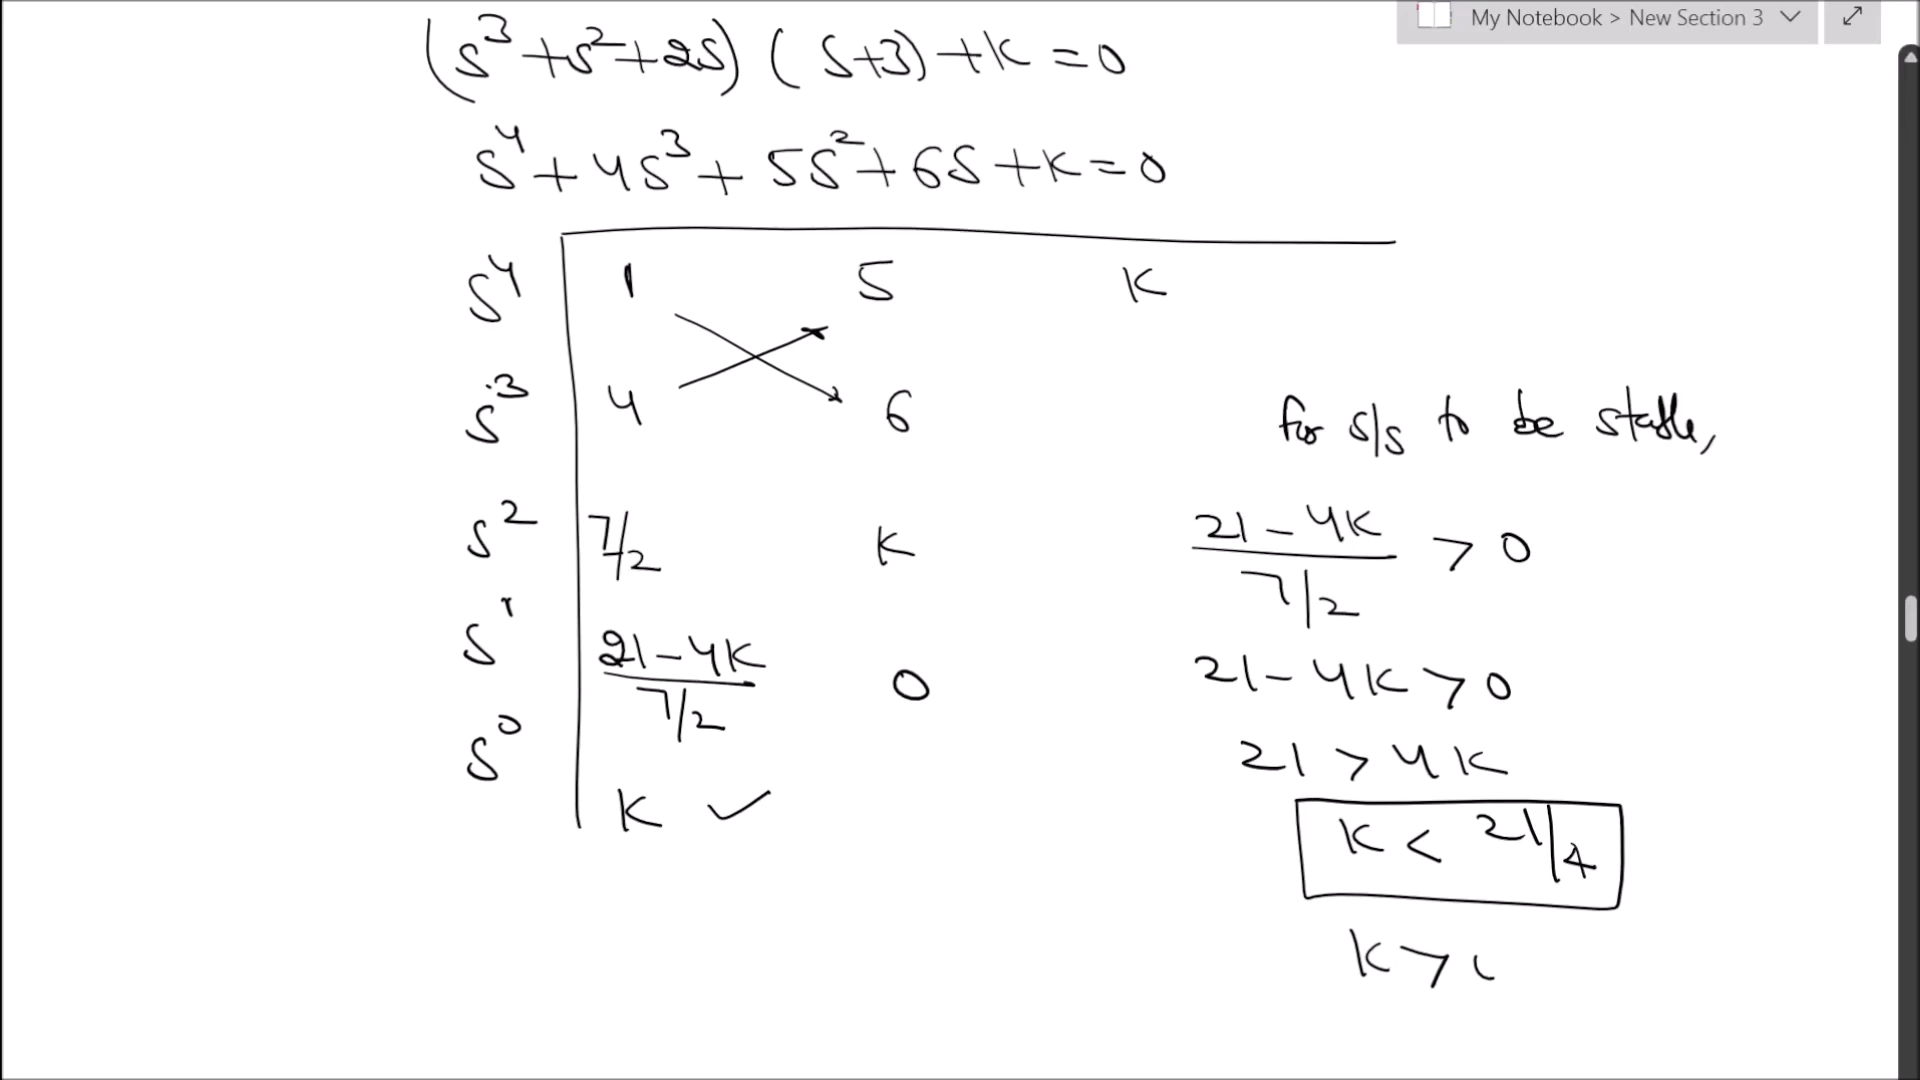 My Notebook > New Section 3
(s³+s²+2s) (s+3)+K=0
s⁴+4s³+5s²+6s+K=0
s⁴ 1 5 K
s³ 4 6
for s/s to be stable,
s² 7/2 K
(21-4K)/(7/2) > 0
s¹ (21-4K)/(7/2) 0
21-4K>0
s⁰ K ✓
21 > 4K
K < 21/4
K >